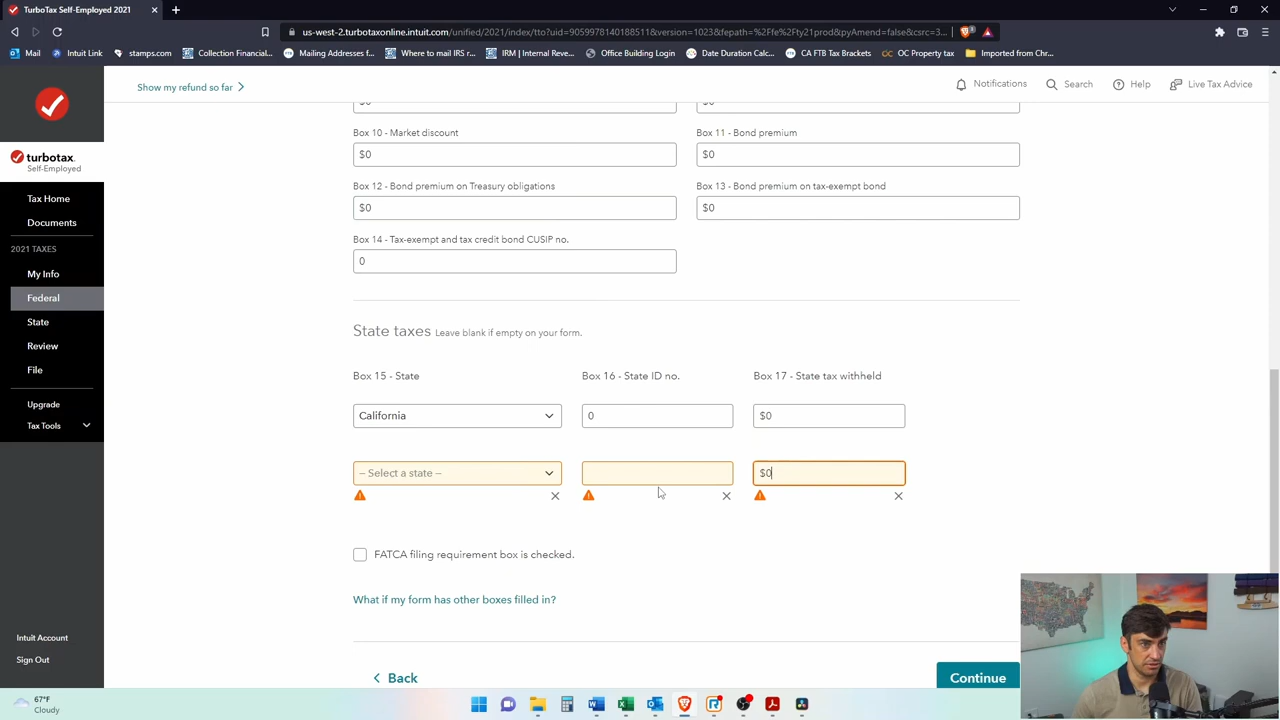 TurboTax Self-Employed 2021
us-west-2.turbotaxonline.intuit.com/unified/2021/index/tto?uid=9059978140188511&version=1023&fepath=%2Ffe%2Fty21prod&pyAmend=false&csrc=3...
Mail
Intuit Link
stamps.com
Collection Financial...
Mailing Addresses f...
Where to mail IRS r...
IRM | Internal Reve...
Office Building Login
Date Duration Calc...
CA FTB Tax Brackets
OC Property tax
Imported from Chr...
Show my refund so far
Notifications
Search
Help
Live Tax Advice
turbotax
Self-Employed
Tax Home
Documents
2021 TAXES
My Info
Federal
State
Review
File
Upgrade
Tax Tools
Intuit Account
Sign Out
$0 $0
Box 10 - Market discount
$0
Box 11 - Bond premium
$0
Box 12 - Bond premium on Treasury obligations
$0
Box 13 - Bond premium on tax-exempt bond
$0
Box 14 - Tax-exempt and tax credit bond CUSIP no.
0
State taxes Leave blank if empty on your form.
Box 15 - State Box 16 - State ID no. Box 17 - State tax withheld
California 0 $0
-- Select a state -- $0
FATCA filing requirement box is checked.
What if my form has other boxes filled in?
Back
Continue
67°F
Cloudy